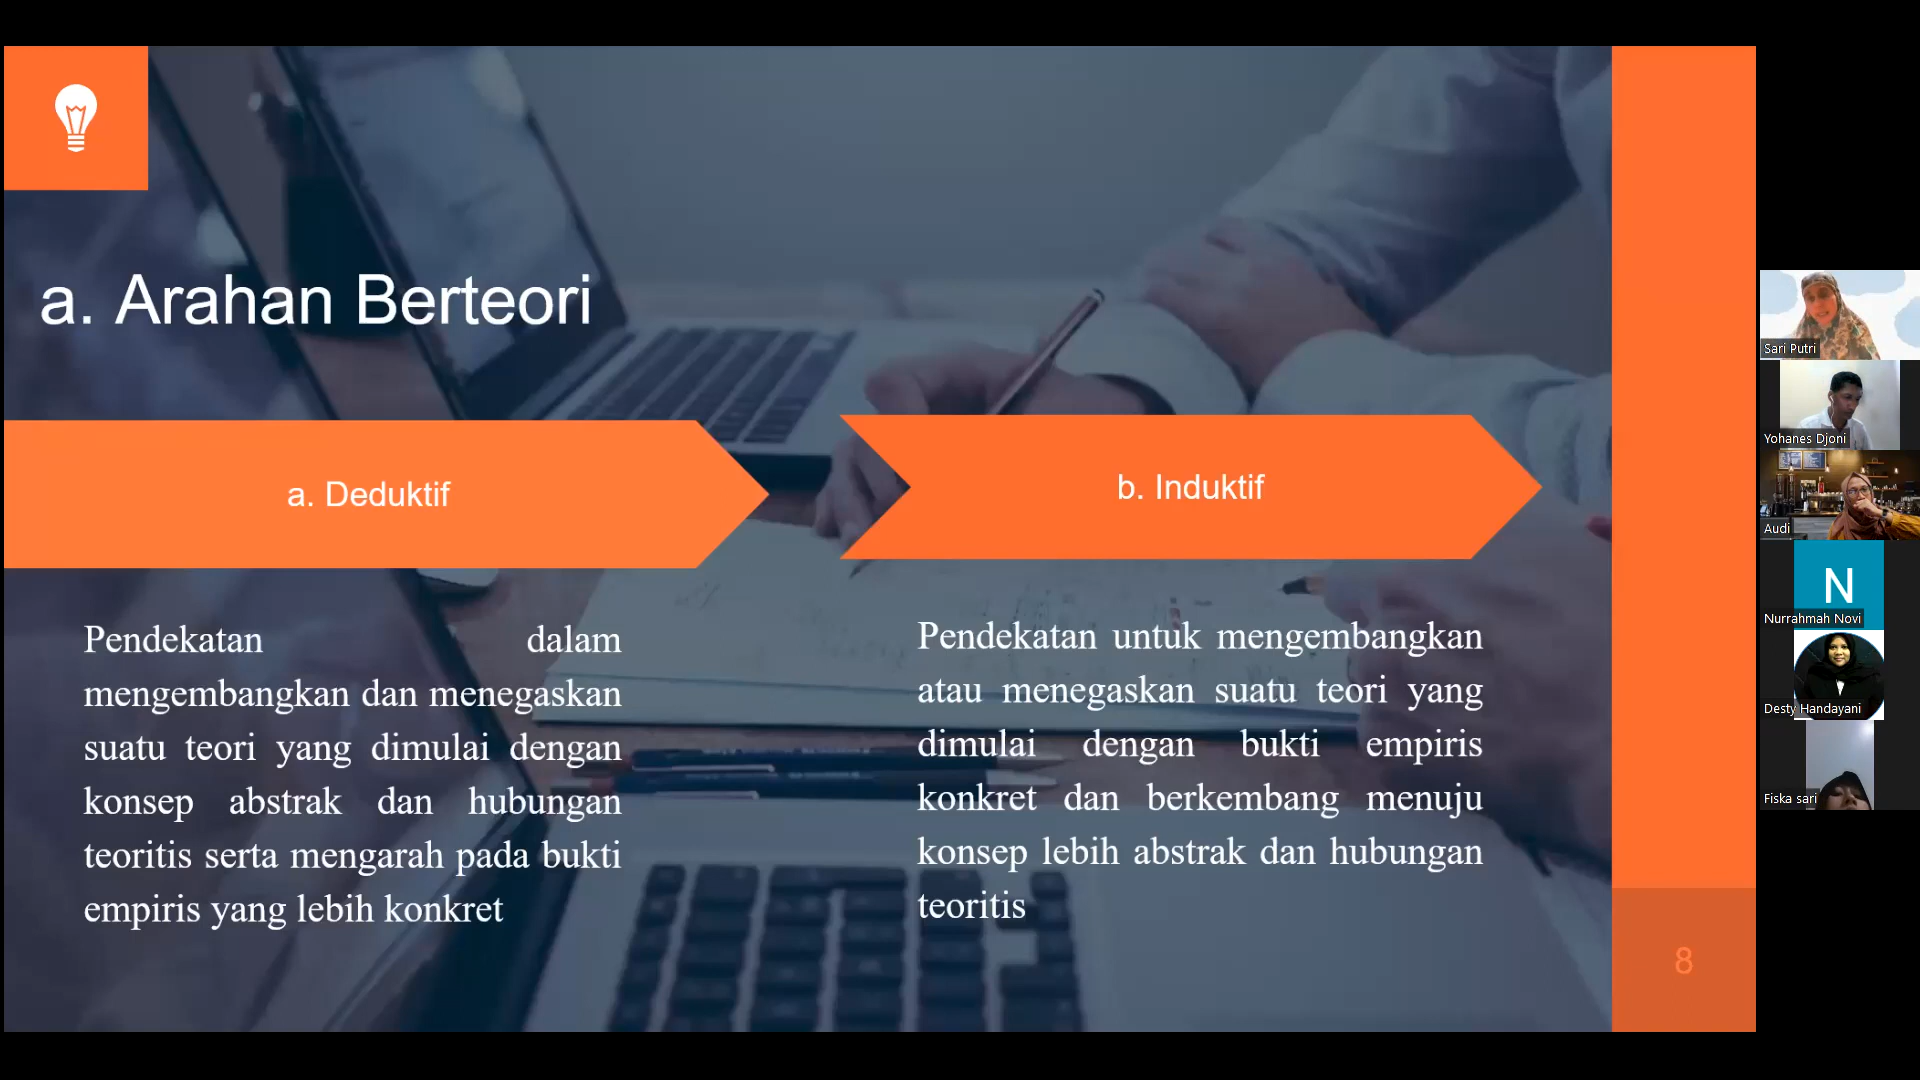 a. Arahan Berteori
a. Deduktif
Pendekatan dalam
mengembangkan dan menegaskan
suatu teori yang dimulai dengan
konsep abstrak dan hubungan
teoritis serta mengarah pada bukti
empiris yang lebih konkret
b. Induktif
Pendekatan untuk mengembangkan
atau menegaskan suatu teori yang
dimulai dengan bukti empiris
konkret dan berkembang menuju
konsep lebih abstrak dan hubungan
teoritis
8
Sari Putri
Yohanes Djoni
Audi
N
Nurrahmah Novi
Desty Handayani
Fiska sari